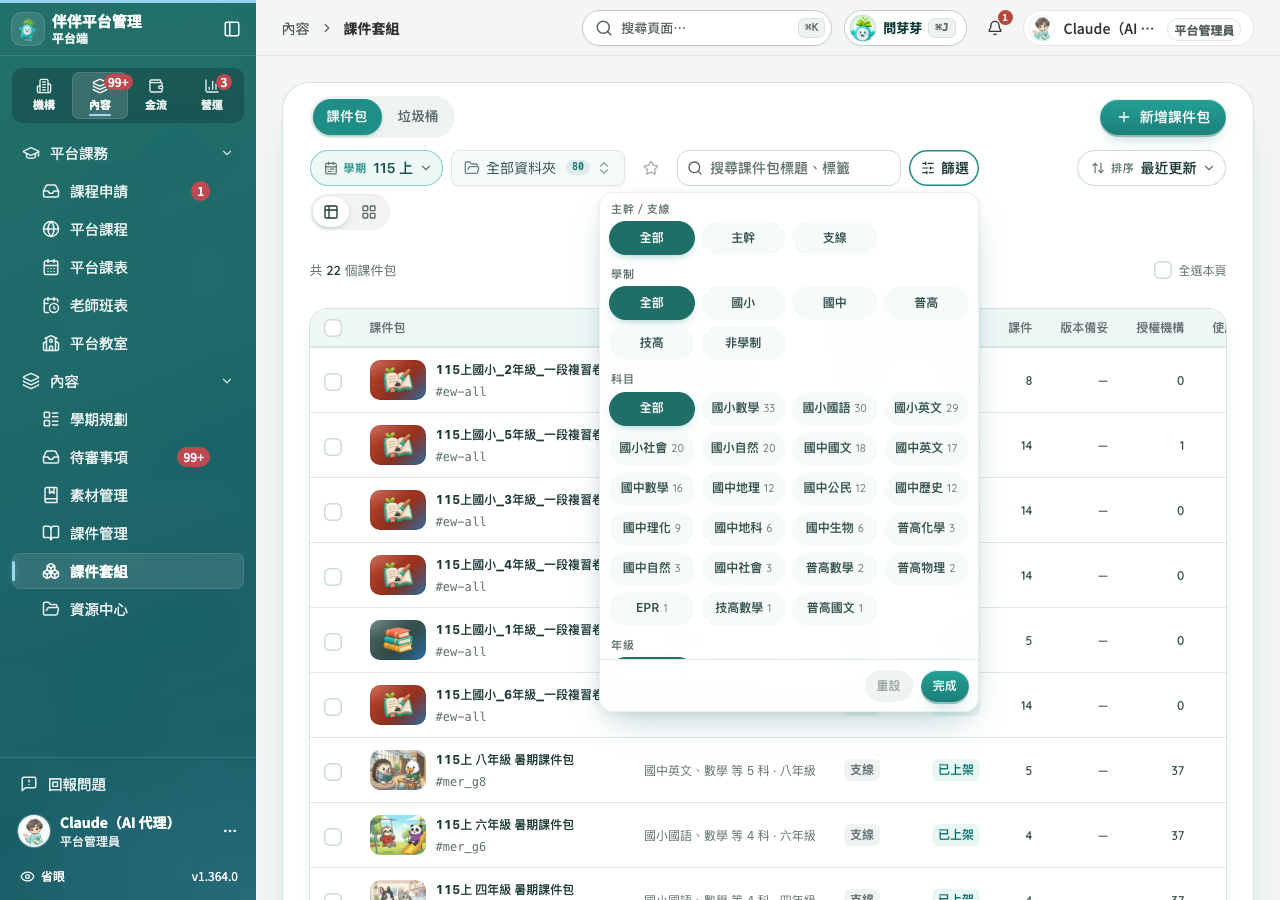 伴伴平台管理
平台端
機構
內容
99+
金流
營運
3
平台課務
課程申請
1
平台課程
平台課表
老師班表
平台教室
內容
學期規劃
待審事項
99+
素材管理
課件管理
課件套組
資源中心
回報問題
Claude（AI 代理）
平台管理員
省眼
v1.364.0
內容 > 課件套組
搜尋頁面…
⌘K
問芽芽
⌘J
1
Claude（AI …
平台管理員
課件包
垃圾桶
+ 新增課件包
學期 115 上
全部資料夾 80
搜尋課件包標題、標籤
篩選
排序 最近更新
共 22 個課件包
全選本頁
主幹 / 支線
全部 主幹 支線
學制
全部 國小 國中 普高
技高 非學制
科目
全部 國小數學 33 國小國語 30 國小英文 29
國小社會 20 國小自然 20 國中國文 18 國中英文 17
國中數學 16 國中地理 12 國中公民 12 國中歷史 12
國中理化 9 國中地科 6 國中生物 6 普高化學 3
國中自然 3 國中社會 3 普高數學 2 普高物理 2
EPR 1 技高數學 1 普高國文 1
年級
重設 完成
課件包 課件 版本備妥 授權機構
115上國小_2年級_一段複習卷
#ew-all
8 — 0
115上國小_5年級_一段複習卷
#ew-all
14 — 1
115上國小_3年級_一段複習卷
#ew-all
14 — 0
115上國小_4年級_一段複習卷
#ew-all
14 — 0
115上國小_1年級_一段複習卷
#ew-all
5 — 0
115上國小_6年級_一段複習卷
#ew-all
14 — 0
115上 八年級 暑期課件包
#mer_g8
國中英文、數學 等 5 科 · 八年級 支線 已上架 5 — 37
115上 六年級 暑期課件包
#mer_g6
國小國語、數學 等 4 科 · 六年級 支線 已上架 4 — 37
115上 四年級 暑期課件包
國小國語、數學 等 4 科 · 四年級 支線 已上架 4 — 37